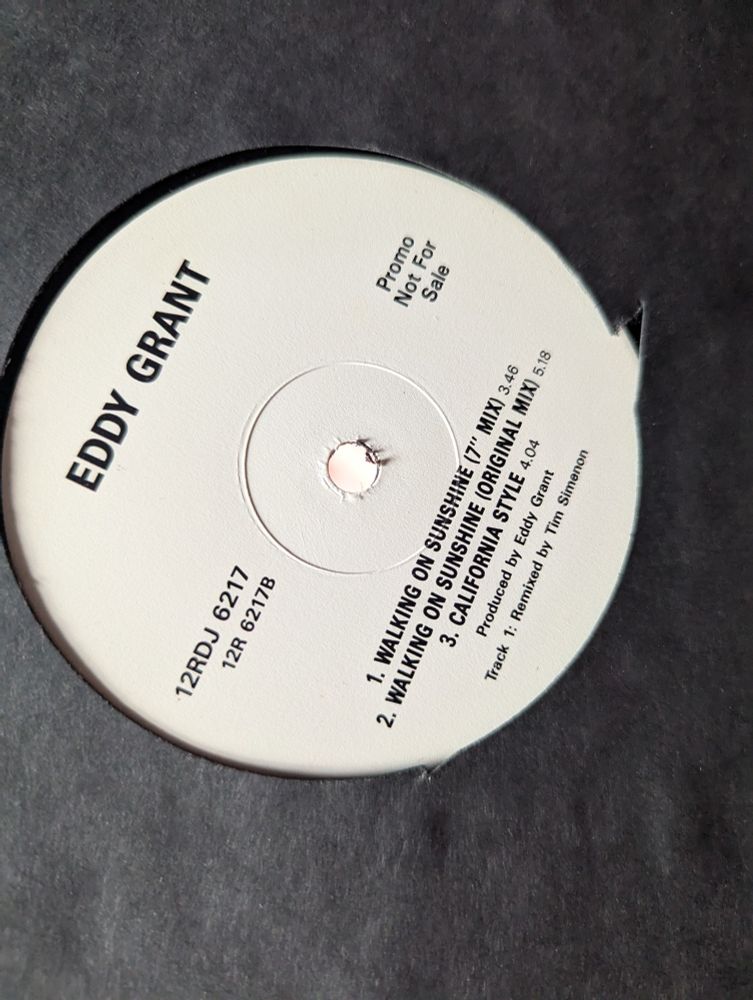 EDDY GRANT
Promo
Not For
Sale
12RDJ 6217
12R 6217B
1. WALKING ON SUNSHINE (7" MIX) 3.46
2. WALKING ON SUNSHINE (ORIGINAL MIX) 5.18
3. CALIFORNIA STYLE 4.04
Produced by Eddy Grant
Track 1: Remixed by Tim Simenon